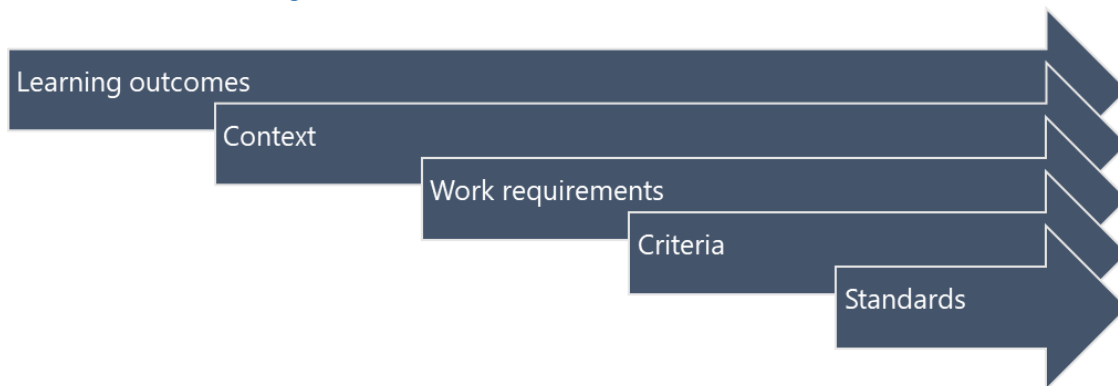 Learning outcomes
Context
Work requirements
Criteria
Standards